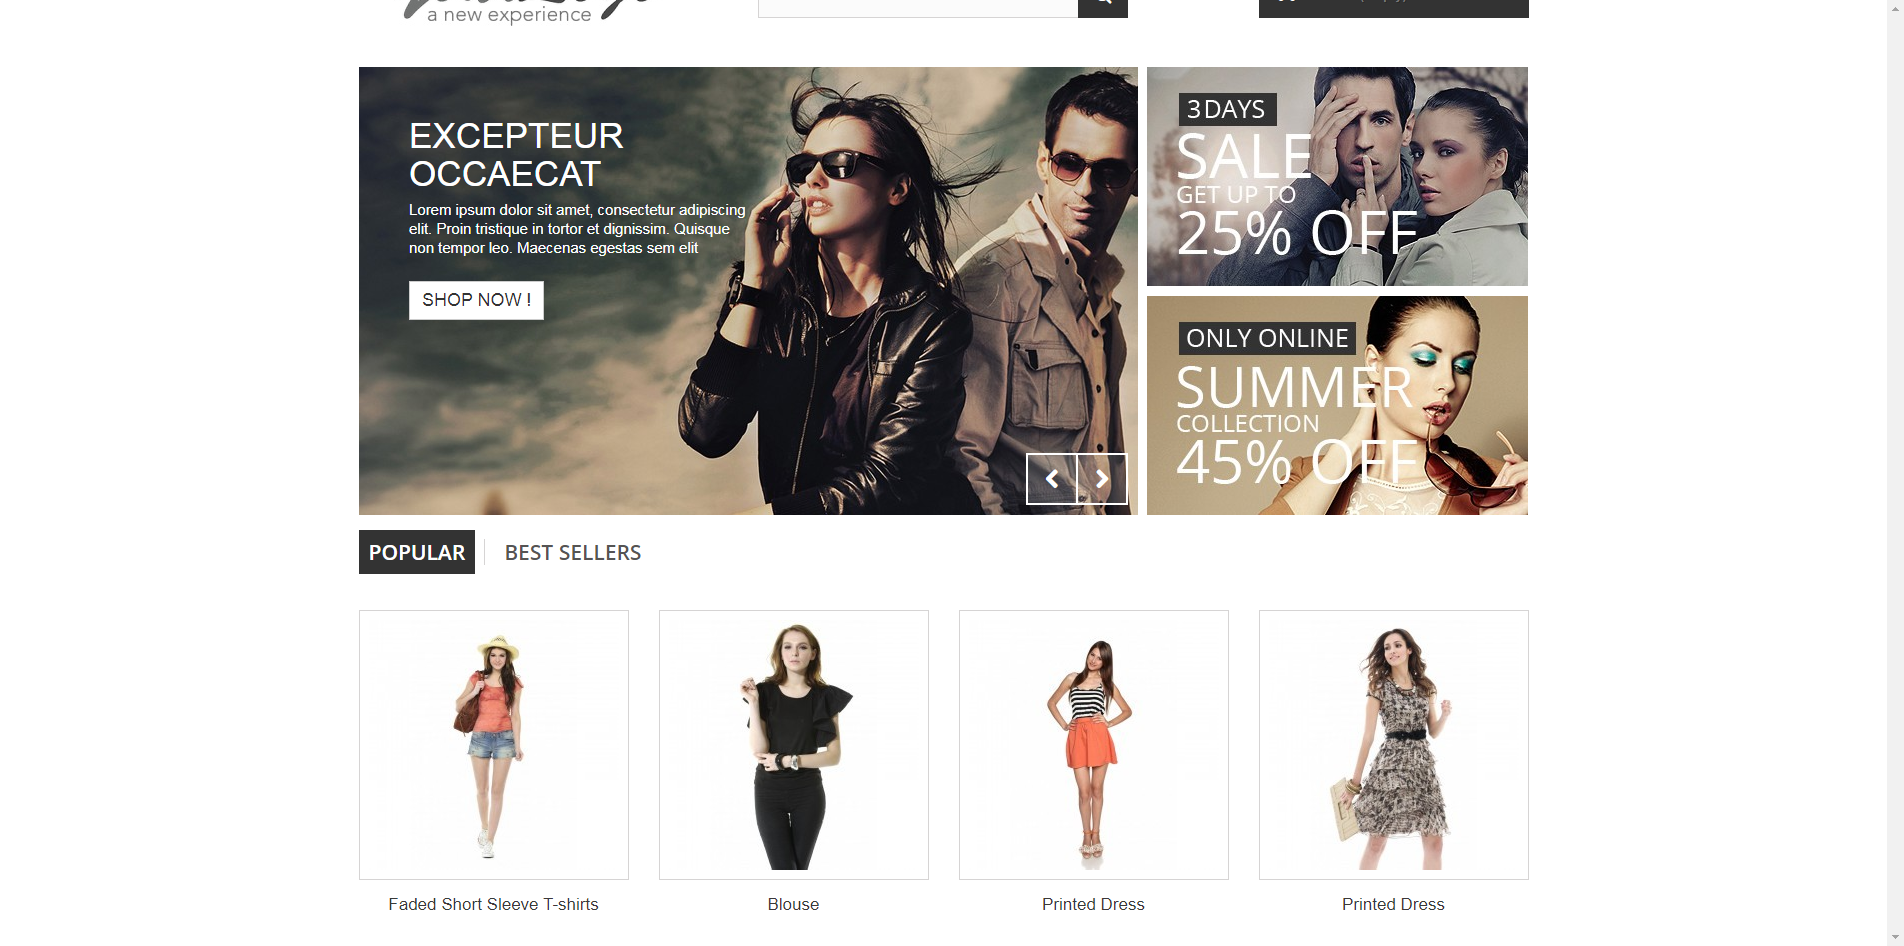 a new experience
EXCEPTEUR
OCCAECAT
Lorem ipsum dolor sit amet, consectetur adipiscing
elit. Proin tristique in tortor et dignissim. Quisque
non tempor leo. Maecenas egestas sem elit
SHOP NOW !
3 DAYS
SALE
GET UP TO
25% OFF
ONLY ONLINE
SUMMER
COLLECTION
45% OFF
POPULAR
BEST SELLERS
Faded Short Sleeve T-shirts
Blouse
Printed Dress
Printed Dress